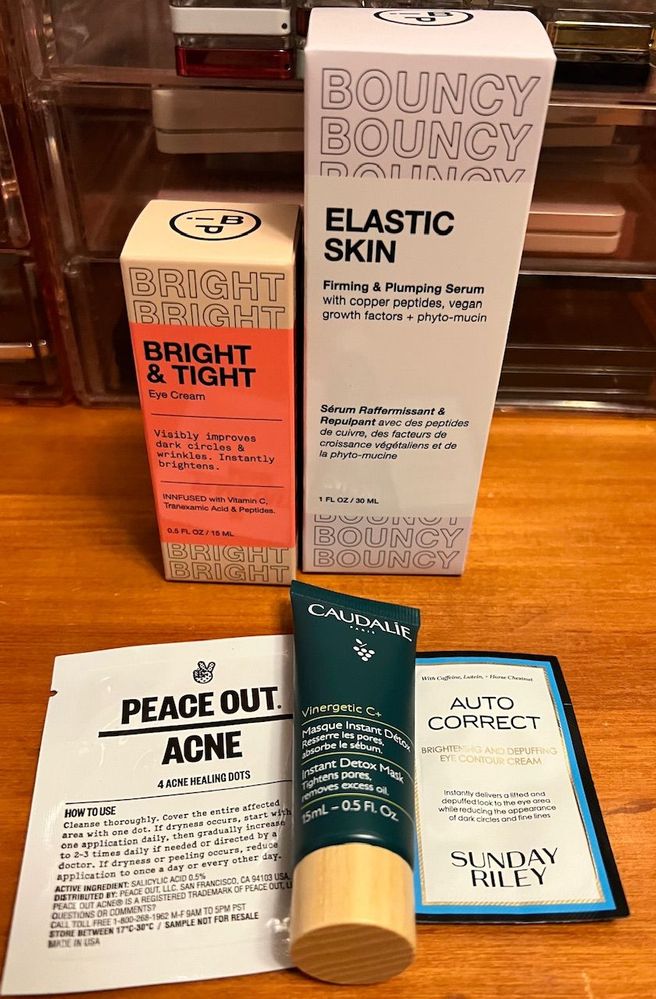 BRIGHT
BRIGHT
BRIGHT
& TIGHT
Eye Cream
Visibly improves
dark circles &
wrinkles. Instantly
brightens.
INNFUSED with Vitamin C,
Tranexamic Acid & Peptides.
0.5 FL OZ / 15 ML
BRIGHT
BRIGHT
BOUNCY
BOUNCY
BOUNCY
ELASTIC
SKIN
Firming & Plumping Serum
with copper peptides, vegan
growth factors + phyto-mucin
Sérum Raffermissant &
Repulpant avec des peptides
de cuivre, des facteurs de
croissance végétaliens et de
la phyto-mucine
1 FL OZ / 30 ML
BOUNCY
BOUNCY
BOUNCY
PEACE OUT.
ACNE
4 ACNE HEALING DOTS
HOW TO USE
Cleanse thoroughly. Cover the entire affected
area with one dot. If dryness occurs, start with
one application daily, then gradually increase
to 2-3 times daily if needed or directed by a
doctor. If dryness or peeling occurs, reduce
application to once a day or every other day.
ACTIVE INGREDIENT: SALICYLIC ACID 0.5%
DISTRIBUTED BY: PEACE OUT, LLC. SAN FRANCISCO, CA 94103 USA.
PEACE OUT ACNE® IS A REGISTERED TRADEMARK OF PEACE OUT,
QUESTIONS OR COMMENTS?
CALL TOLL FREE 1-800-268-1962 M-F 9AM TO 5PM PST
STORE BETWEEN 17°C-30°C / SAMPLE NOT FOR RESALE
MADE IN USA
CAUDALIE
PARIS
Vinergetic C+
Masque Instant Détox
Resserre les pores,
absorbe le sébum.
Instant Detox Mask
Tightens pores,
removes excess oil.
15mL – 0.5 Fl. Oz
With Caffeine, Lutein, + Horse Chestnut
AUTO
CORRECT
BRIGHTENING AND DEPUFFING
EYE CONTOUR CREAM
Instantly delivers a lifted and
depuffed look to the eye area
while reducing the appearance
of dark circles and fine lines
SUNDAY
RILEY